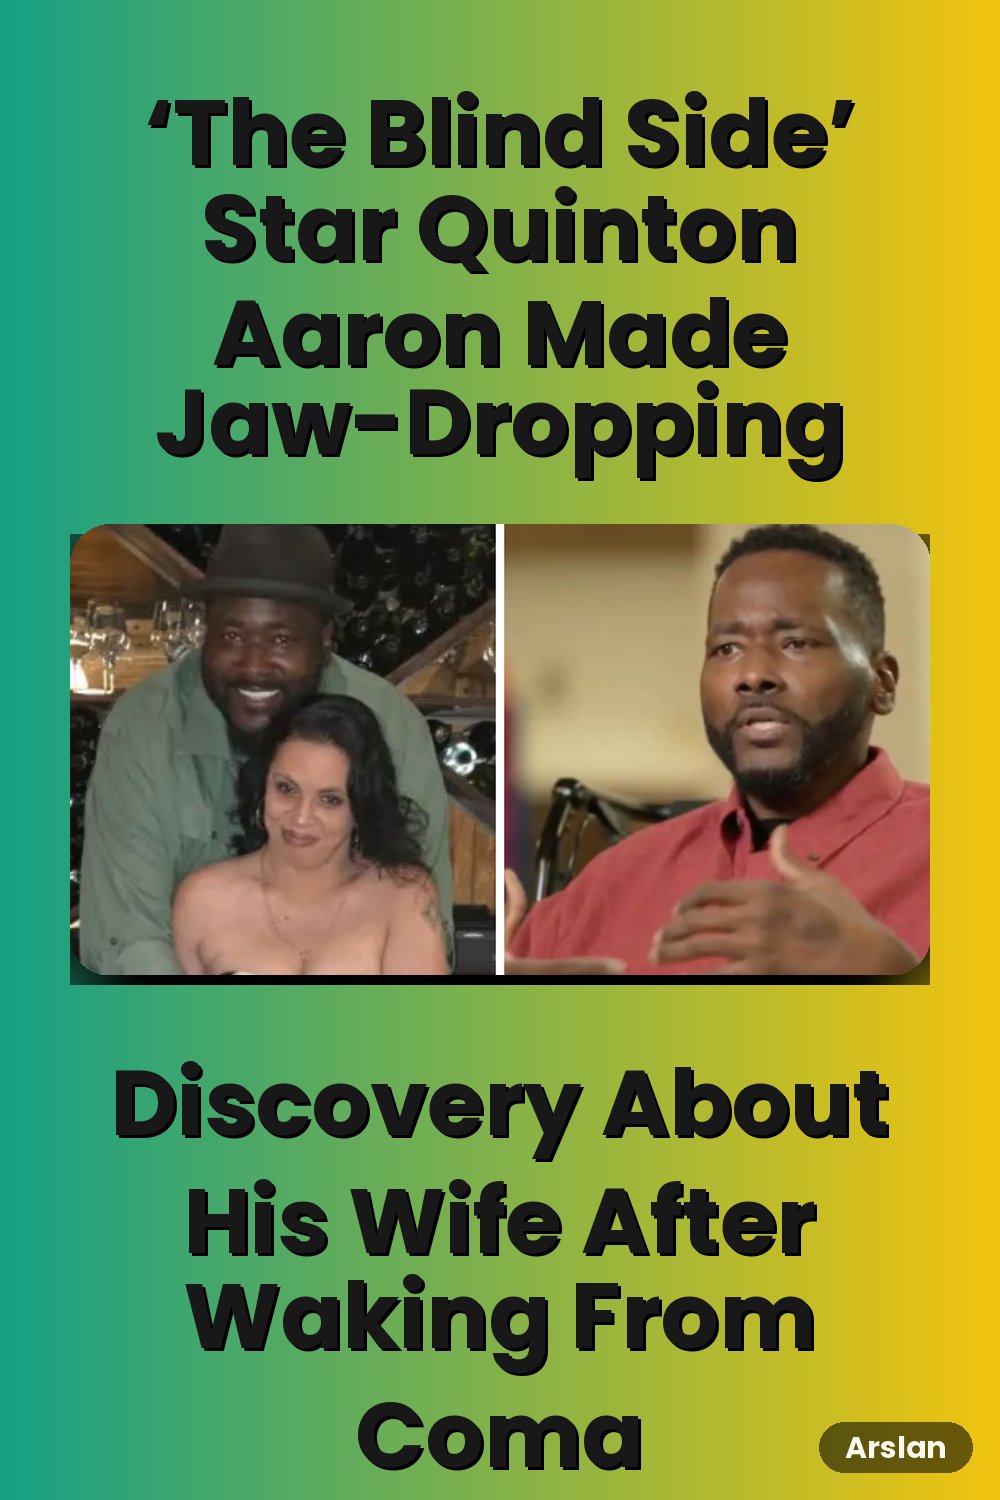 ‘The Blind Side’
Star Quinton
Aaron Made
Jaw-Dropping
Discovery About
His Wife After
Waking From
Coma
Arslan